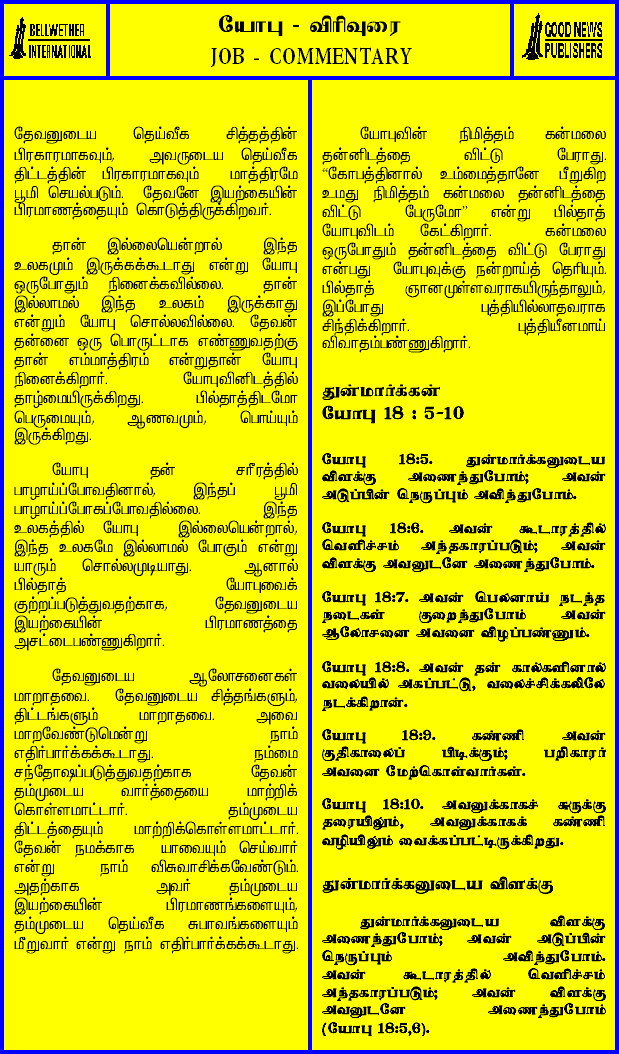 BELLWETHER
INTERNATIONAL
யோபு - விரிவுரை
JOB - COMMENTARY
GOOD NEWS
PUBLISHERS
தேவனுடைய தெய்வீக சித்தத்தின்
பிரகாரமாகவும், அவருடைய தெய்வீக
திட்டத்தின் பிரகாரமாகவும் மாத்திரமே
பூமி செயல்படும். தேவனே இயற்கையின்
பிரமாணத்தையும் கொடுத்திருக்கிறவர்.
தான் இல்லையென்றால் இந்த
உலகமும் இருக்கக்கூடாது என்று யோபு
ஒருபோதும் நினைக்கவில்லை. தான்
இல்லாமல் இந்த உலகம் இருக்காது
என்றும் யோபு சொல்லவில்லை. தேவன்
தன்னை ஒரு பொருட்டாக எண்ணுவதற்கு
தான் எம்மாத்திரம் என்றுதான் யோபு
நினைக்கிறார். யோபுவினிடத்தில்
தாழ்மையிருக்கிறது. பில்தாத்திடமோ
பெருமையும், ஆணவமும், பொய்யும்
இருக்கிறது.
யோபு தன் சரீரத்தில்
பாழாய்ப்போவதினால், இந்தப் பூமி
பாழாய்ப்போகப்போவதில்லை. இந்த
உலகத்தில் யோபு இல்லையென்றால்,
இந்த உலகமே இல்லாமல் போகும் என்று
யாரும் சொல்லமுடியாது. ஆனால்
பில்தாத் யோபுவைக்
குற்றப்படுத்துவதற்காக, தேவனுடைய
இயற்கையின் பிரமாணத்தை
அசட்டைபண்ணுகிறார்.
தேவனுடைய ஆலோசனைகள்
மாறாதவை. தேவனுடைய சித்தங்களும்,
திட்டங்களும் மாறாதவை. அவை
மாறவேண்டுமென்று நாம்
எதிர்பார்க்கக்கூடாது. நம்மை
சந்தோஷப்படுத்துவதற்காக தேவன்
தம்முடைய வார்த்தையை மாற்றிக்
கொள்ளமாட்டார். தம்முடைய
திட்டத்தையும் மாற்றிக்கொள்ளமாட்டார்.
தேவன் நமக்காக யாவையும் செய்வார்
என்று நாம் விசுவாசிக்கவேண்டும்.
அதற்காக அவர் தம்முடைய
இயற்கையின் பிரமாணங்களையும்,
தம்முடைய தெய்வீக சுபாவங்களையும்
மீறுவார் என்று நாம் எதிர்பார்க்கக்கூடாது.
யோபுவின் நிமித்தம் கன்மலை
தன்னிடத்தை விட்டு பேராது.
“கோபத்தினால் உம்மைத்தானே பீறுகிற
உமது நிமித்தம் கன்மலை தன்னிடத்தை
விட்டு பேருமோ” என்று பில்தாத்
யோபுவிடம் கேட்கிறார். கன்மலை
ஒருபோதும் தன்னிடத்தை விட்டு பேராது
என்பது யோபுவுக்கு நன்றாய்த் தெரியும்.
பில்தாத் ஞானமுள்ளவராகயிருந்தாலும்,
இப்போது புத்தியில்லாதவராக
சிந்திக்கிறார். புத்தியீனமாய்
விவாதம்பண்ணுகிறார்.
துன்மார்க்கன்
யோபு 18 : 5-10
யோபு 18:5. துன்மார்க்கனுடைய
விளக்கு அணைந்துபோம்; அவன்
அடுப்பின் நெருப்பும் அவிந்துபோம்.
யோபு 18:6. அவன் கூடாரத்தில்
வெளிச்சம் அந்தகாரப்படும்; அவன்
விளக்கு அவனுடனே அணைந்துபோம்.
யோபு 18:7. அவன் பெலனாய் நடந்த
நடைகள் குறைந்துபோம் அவன்
ஆலோசனை அவனை விழப்பண்ணும்.
யோபு 18:8. அவன் தன் கால்களினால்
வலையில் அகப்பட்டு, வலைச்சிக்கலிலே
நடக்கிறான்.
யோபு 18:9. கண்ணி அவன்
குதிகாலைப் பிடிக்கும்; பறிகாரர்
அவனை மேற்கொள்வார்கள்.
யோபு 18:10. அவனுக்காகச் சுருக்கு
தரையிலும், அவனுக்காகக் கண்ணி
வழியிலும் வைக்கப்பட்டிருக்கிறது.
துன்மார்க்கனுடைய விளக்கு
துன்மார்க்கனுடைய விளக்கு
அணைந்துபோம்; அவன் அடுப்பின்
நெருப்பும் அவிந்துபோம்.
அவன் கூடாரத்தில் வெளிச்சம்
அந்தகாரப்படும்; அவன் விளக்கு
அவனுடனே அணைந்துபோம்
(யோபு 18:5,6).